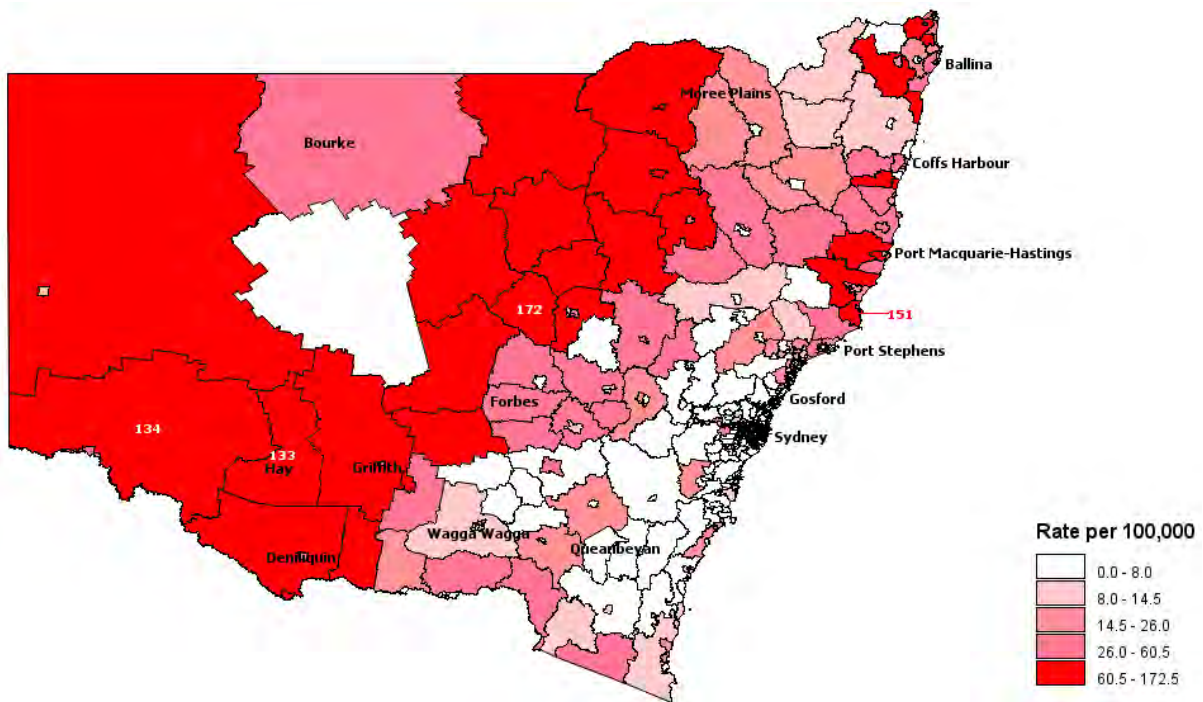 Ballina
Moree Plains
Bourke
Coffs Harbour
Port Macquarie-Hastings
172
151
Port Stephens
Forbes
Gosford
134
Sydney
133
Hay
Griffith
Wagga Wagga
Queanbeyan
Deniliquin
Rate per 100,000
0.0 - 8.0
8.0 - 14.5
14.5 - 26.0
26.0 - 60.5
60.5 - 172.5